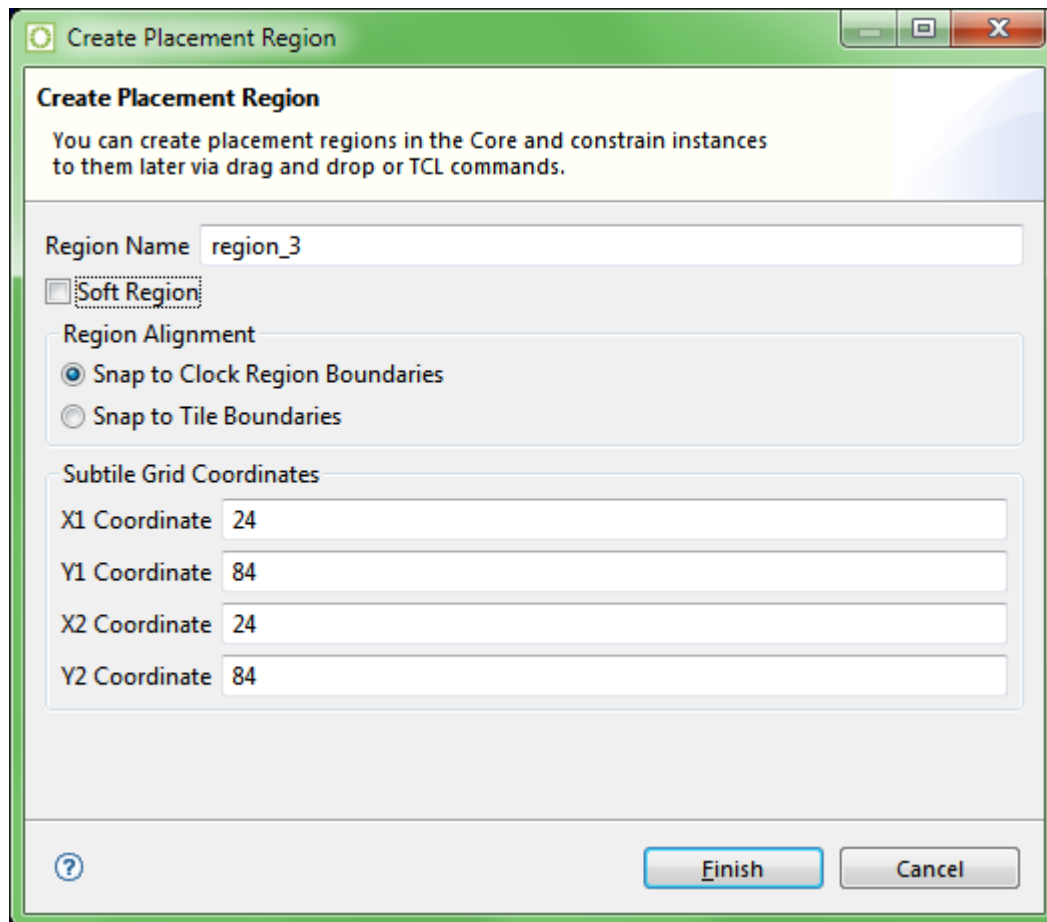 Create Placement Region
Create Placement Region
You can create placement regions in the Core and constrain instances
to them later via drag and drop or TCL commands.
Region Name region_3
Soft Region
Region Alignment
Snap to Clock Region Boundaries
Snap to Tile Boundaries
Subtile Grid Coordinates
X1 Coordinate 24
Y1 Coordinate 84
X2 Coordinate 24
Y2 Coordinate 84
? Finish Cancel